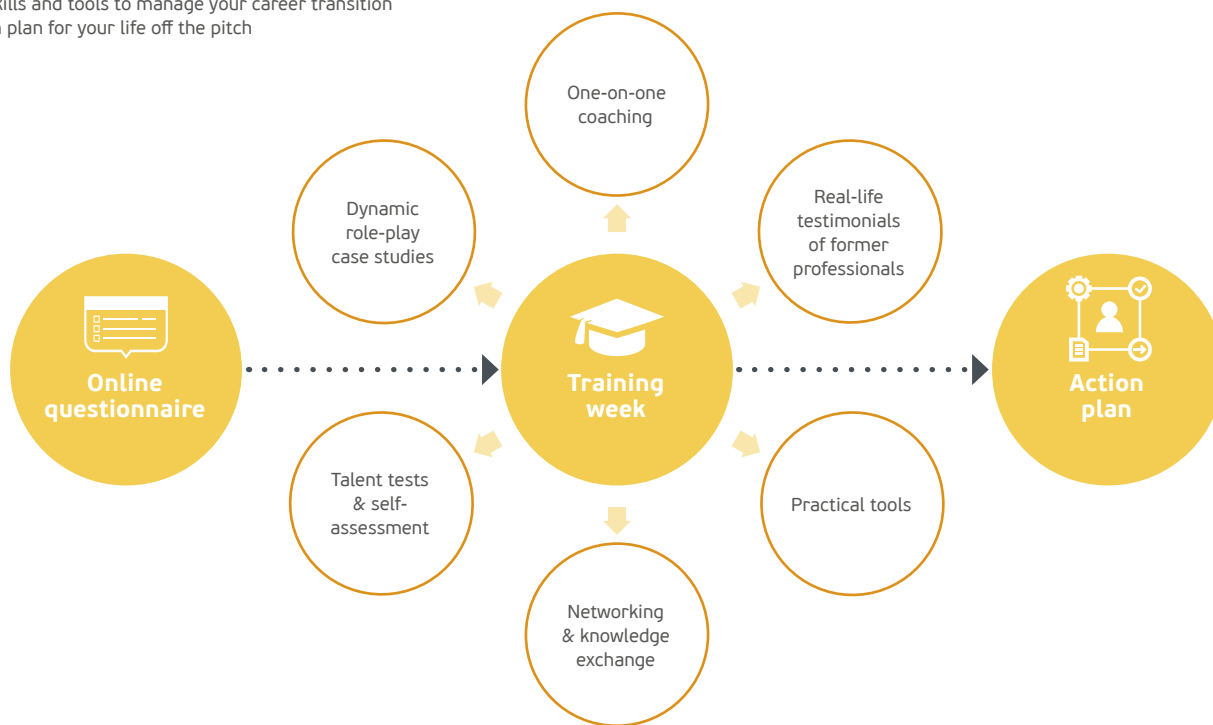 tools to manage your career transition
plan for your life off the pitch
One-on-one
coaching
Dynamic
role-play
case studies
Real-life
testimonials
of former
professionals
Online
questionnaire
Training
week
Action
plan
Talent tests
& self-
assessment
Practical tools
Networking
& knowledge
exchange